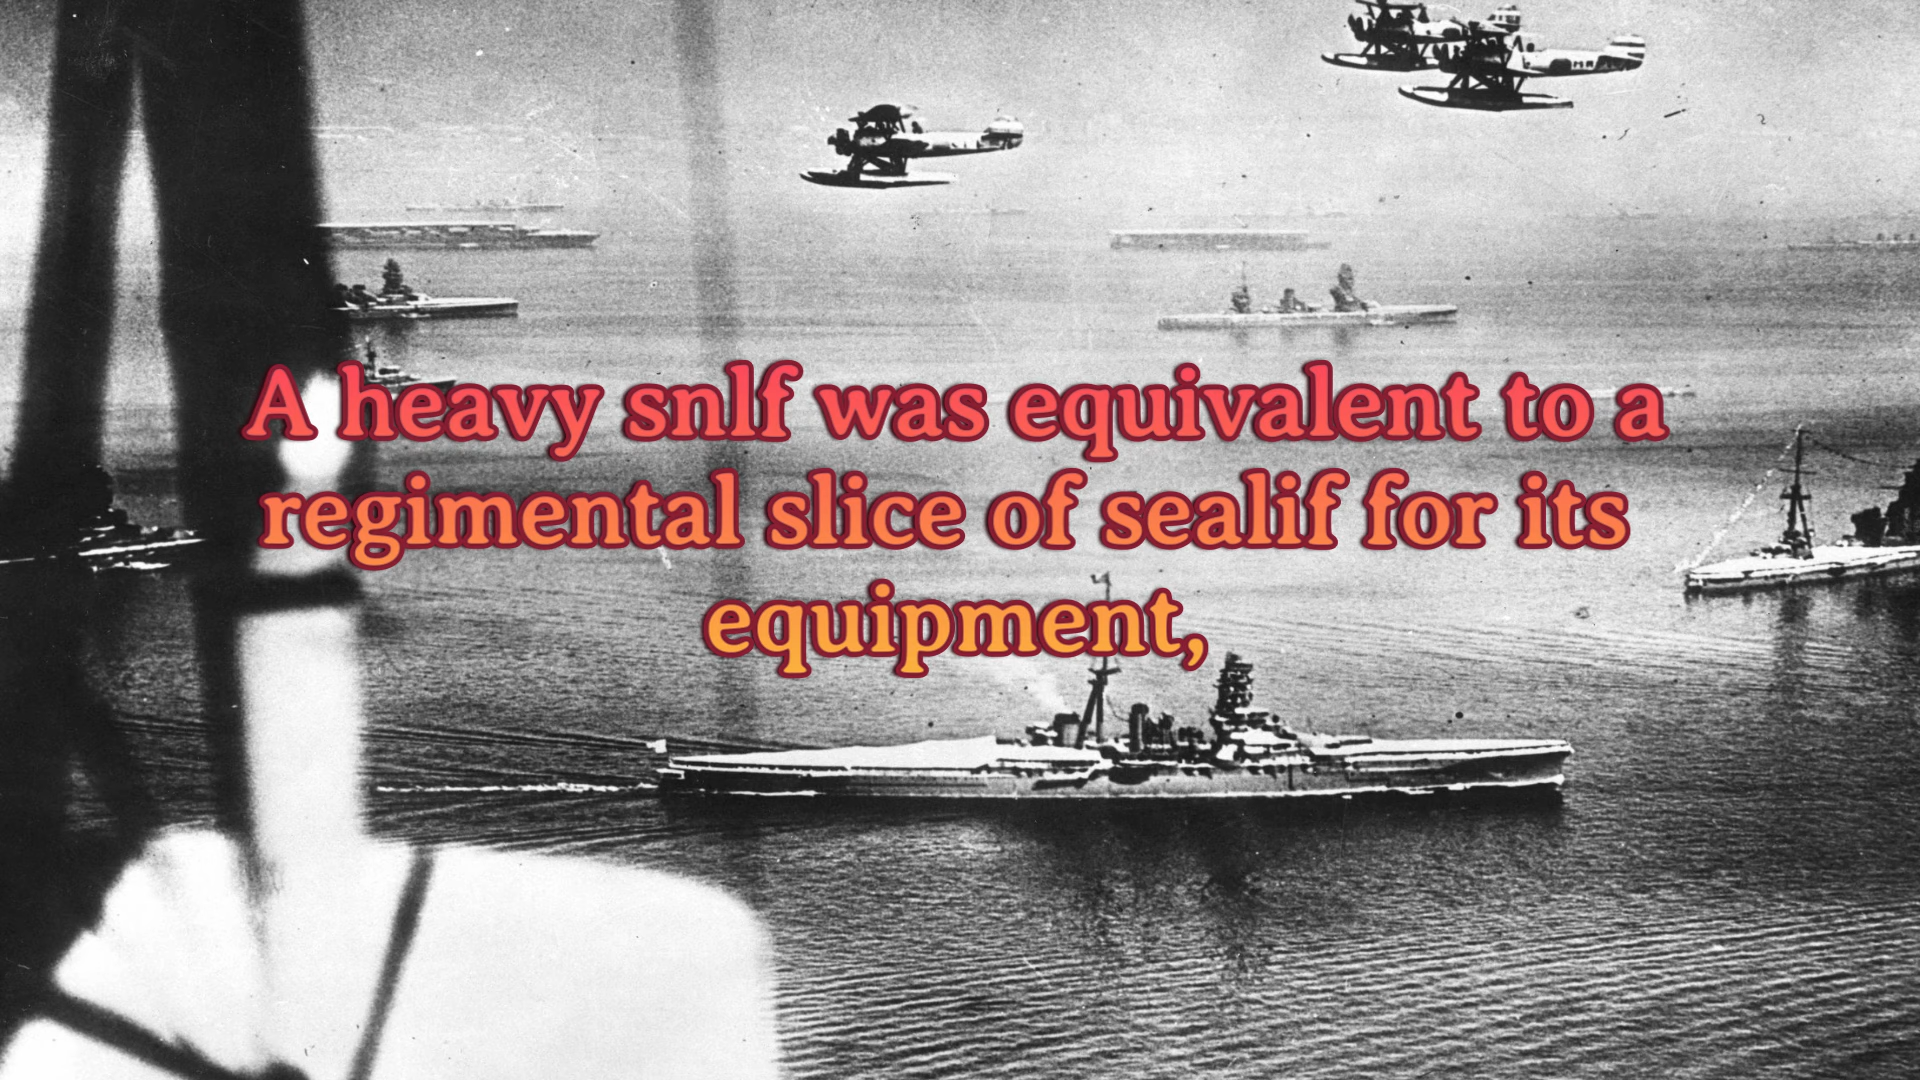 A heavy snlf was equivalent to a
regimental slice of sealif for its
equipment,